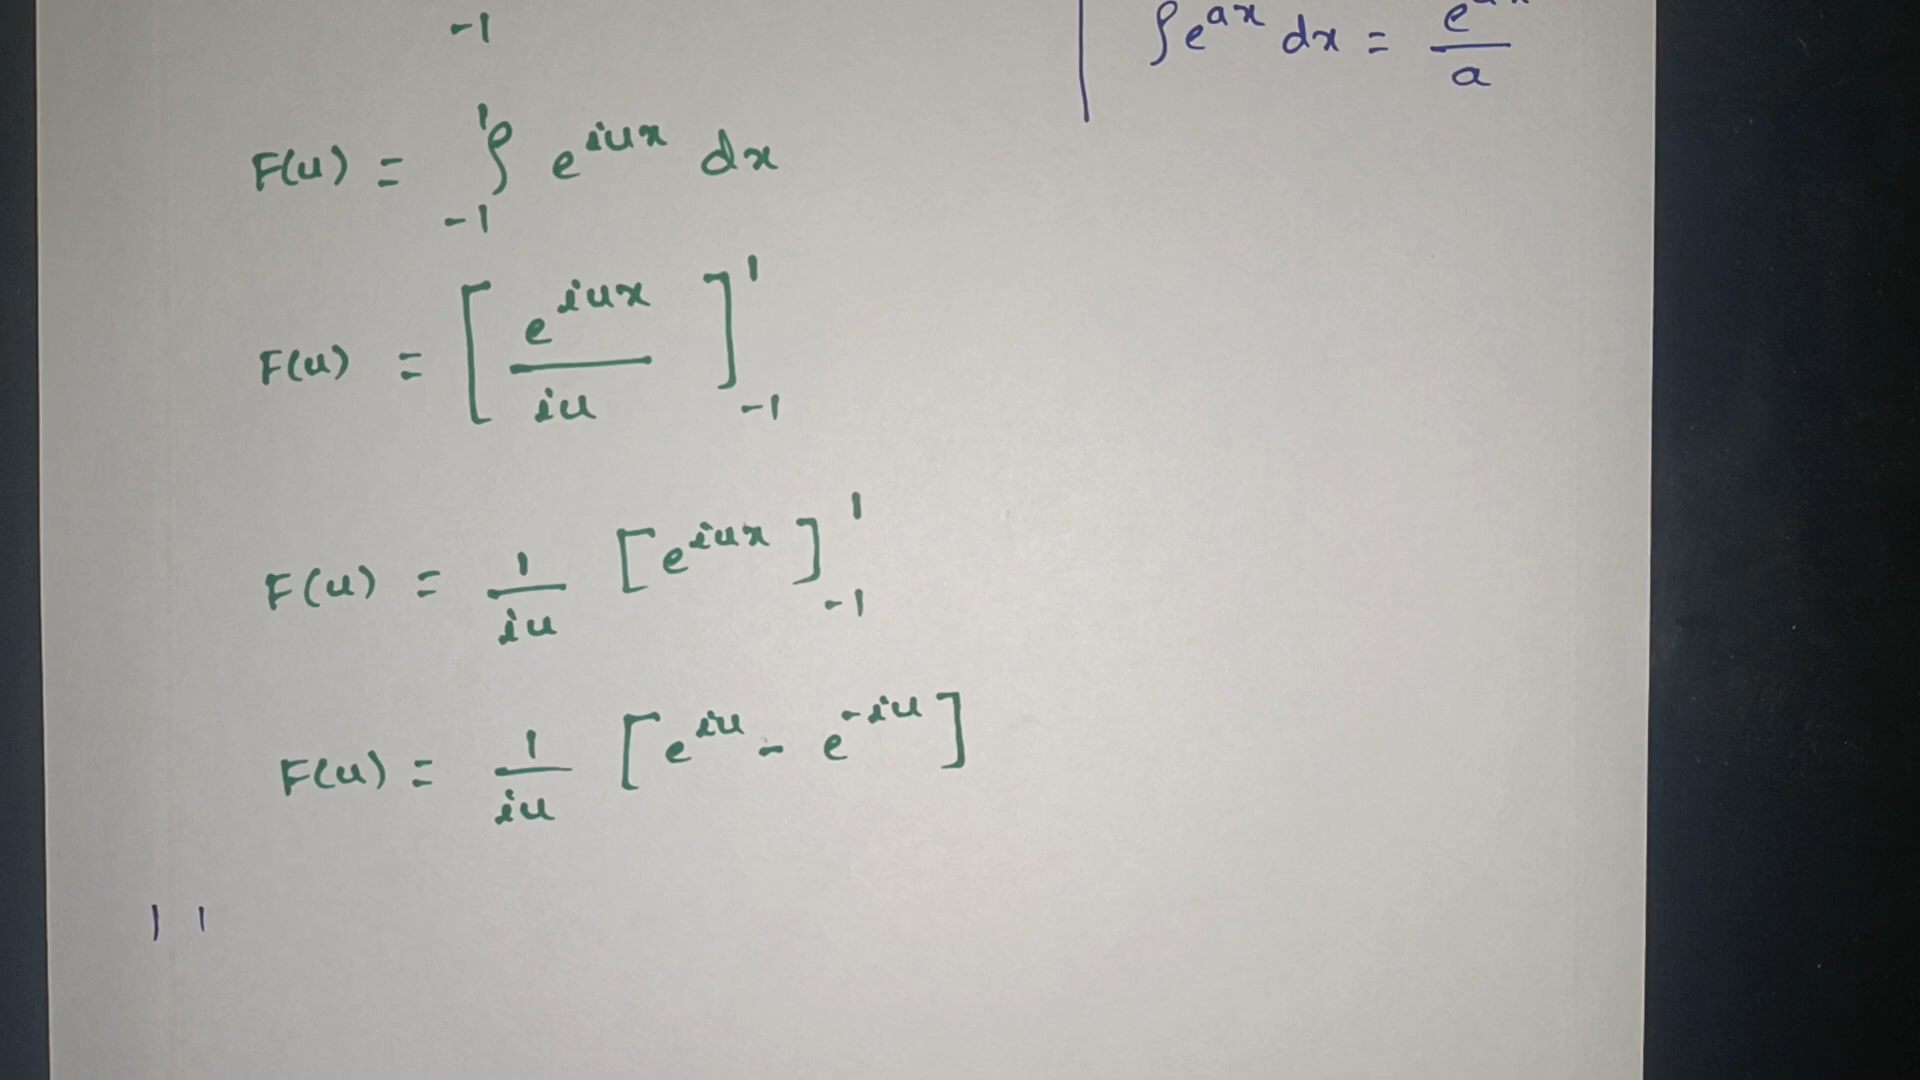 -1
∫ e^{ax} dx = e^{ax}/a
F(u) = ∫_{-1}^{1} e^{iux} dx
F(u) = [ e^{iux} / iu ]_{-1}^{1}
F(u) = 1/iu [ e^{iux} ]_{-1}^{1}
F(u) = 1/iu [ e^{iu} - e^{-iu} ]